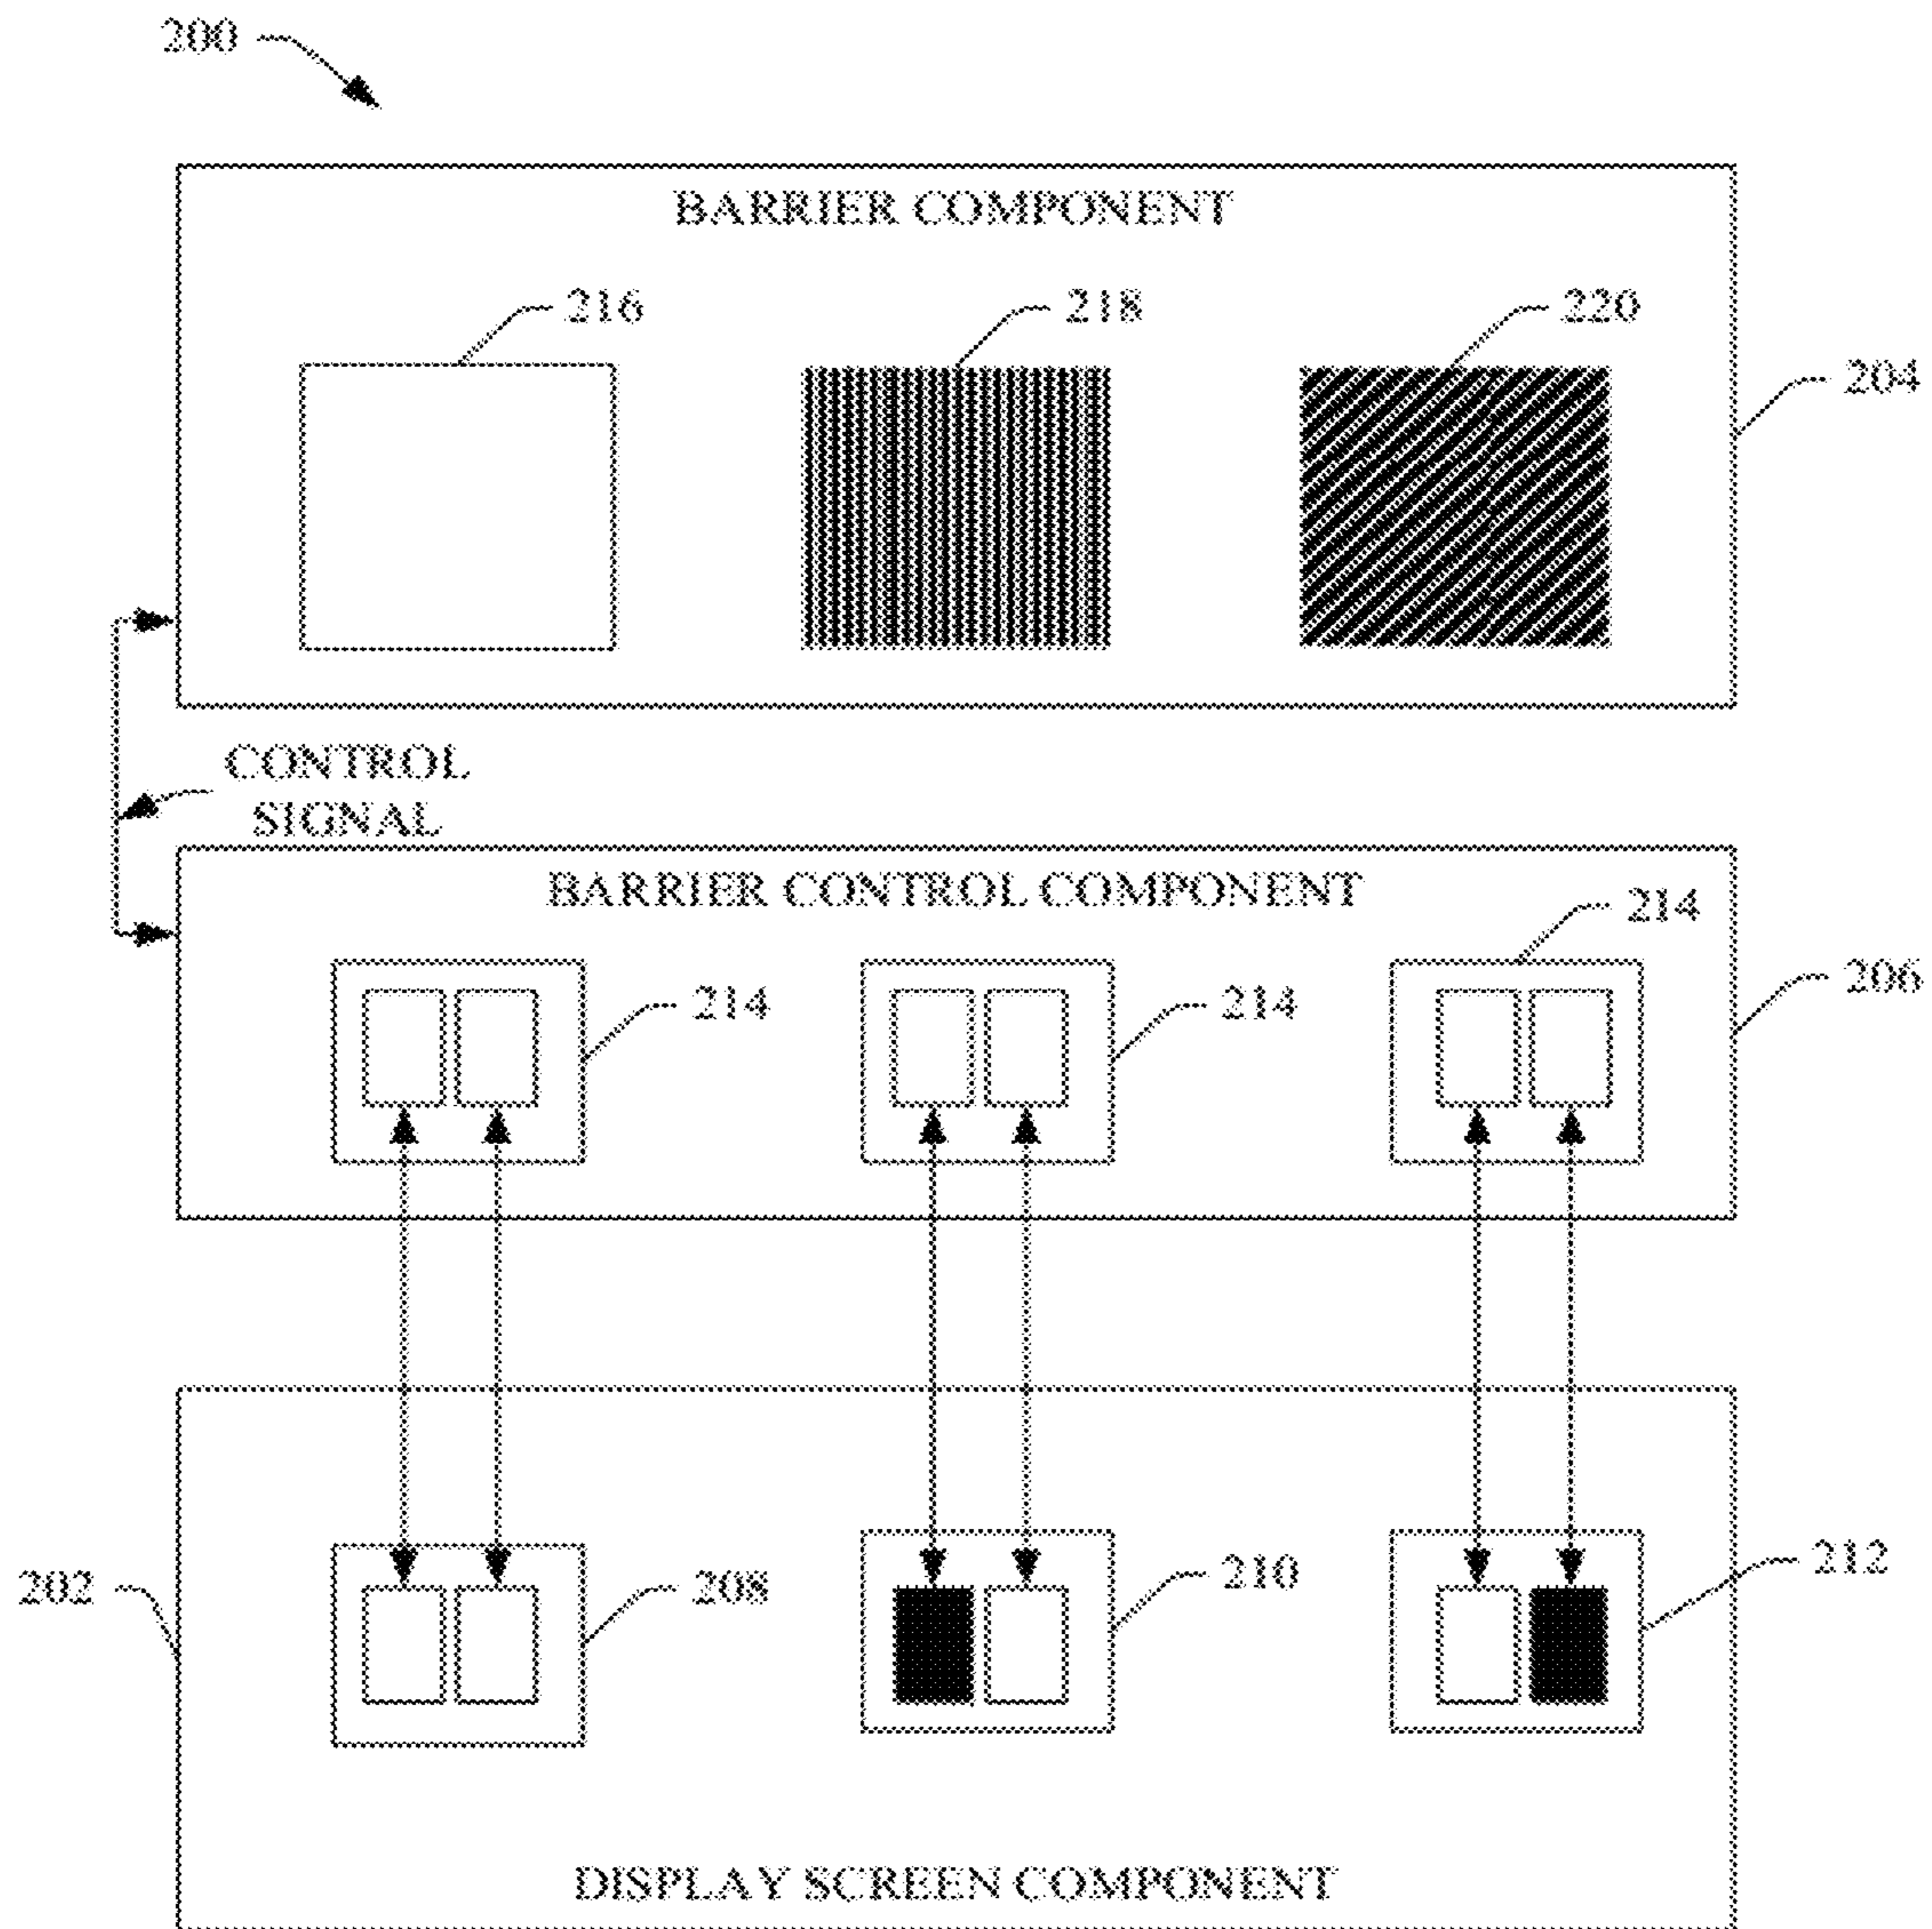 200
BARRIER COMPONENT
216
218
220
204
CONTROL
SIGNAL
BARRIER CONTROL COMPONENT
214
206
214
214
202
208
210
212
DISPLAY SCREEN COMPONENT